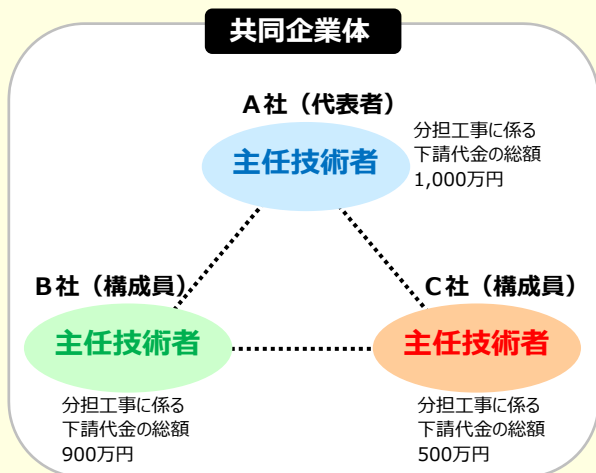 共同企業体
A社（代表者）
主任技術者
分担工事に係る
下請代金の総額
1,000万円
B社（構成員）
主任技術者
分担工事に係る
下請代金の総額
900万円
C社（構成員）
主任技術者
分担工事に係る
下請代金の総額
500万円